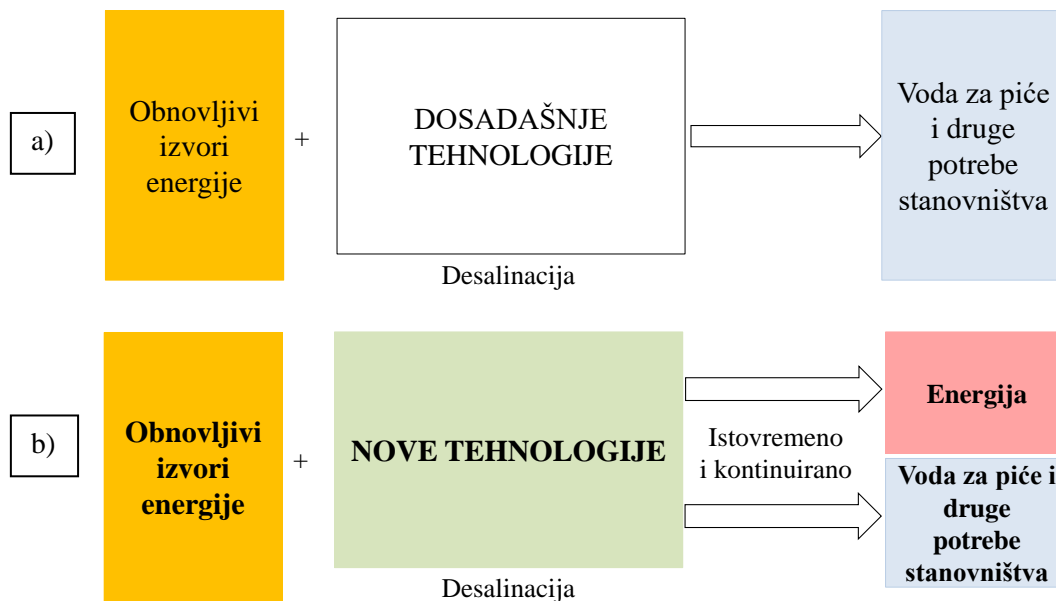 a)
Obnovljivi
izvori
energije
+
DOSADAŠNJE
TEHNOLOGIJE
Desalinacija
Voda za piće
i druge
potrebe
stanovništva
b)
Obnovljivi
izvori
energije
+
NOVE TEHNOLOGIJE
Desalinacija
Istovremeno
i kontinuirano
Energija
Voda za piće i
druge
potrebe
stanovništva